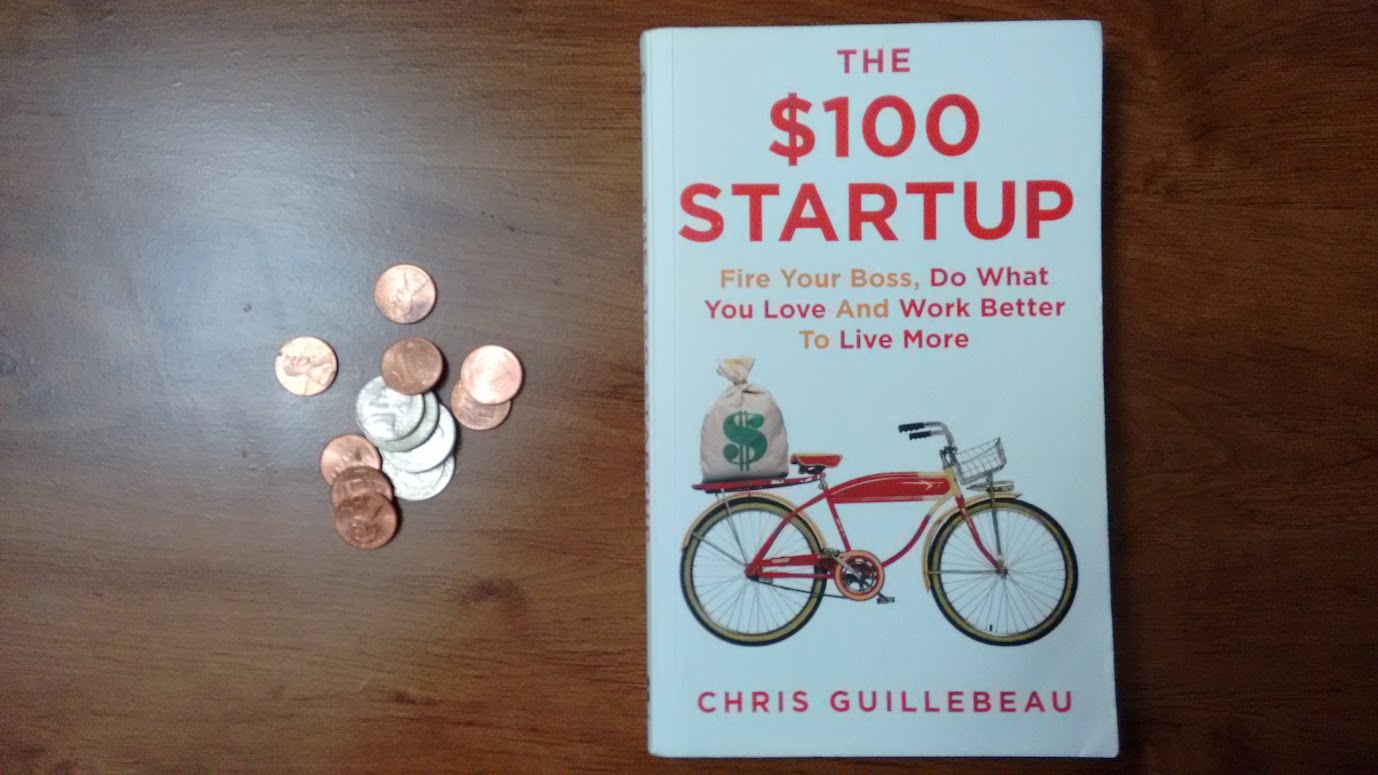 THE
$100
STARTUP
Fire Your Boss, Do What
You Love And Work Better
To Live More
$
CHRIS GUILLEBEAU